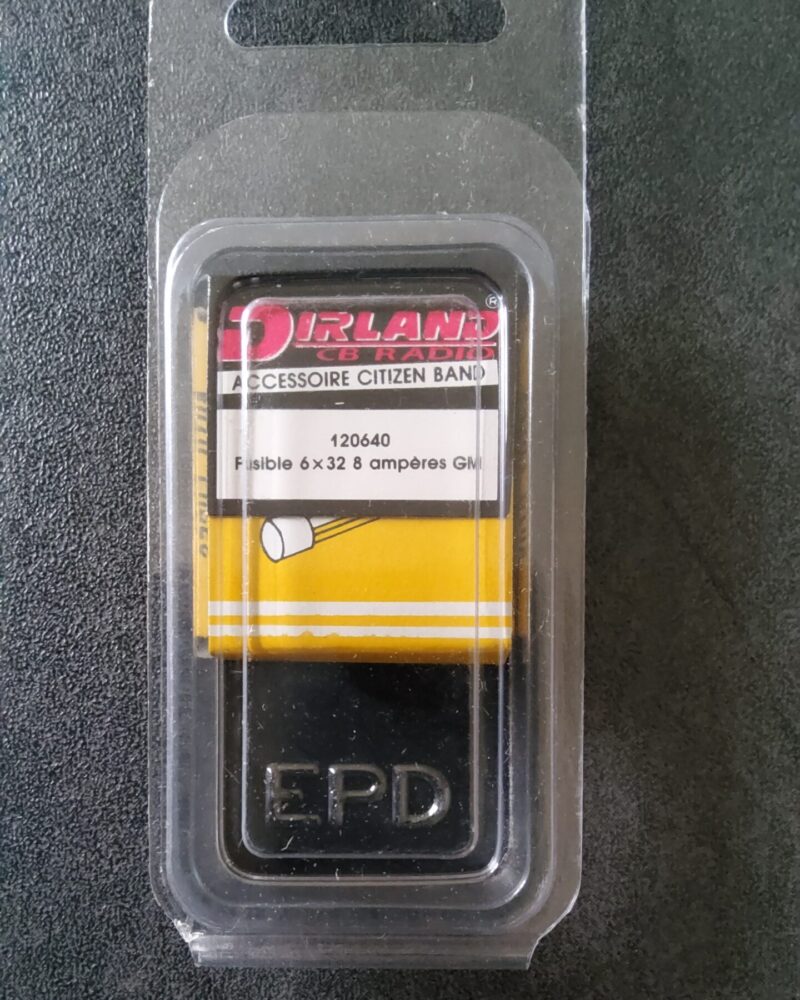 DIRLAND®
CB RADIO
ACCESSOIRE CITIZEN BAND
120640
Fusible 6×32 8 ampères GM
EPD